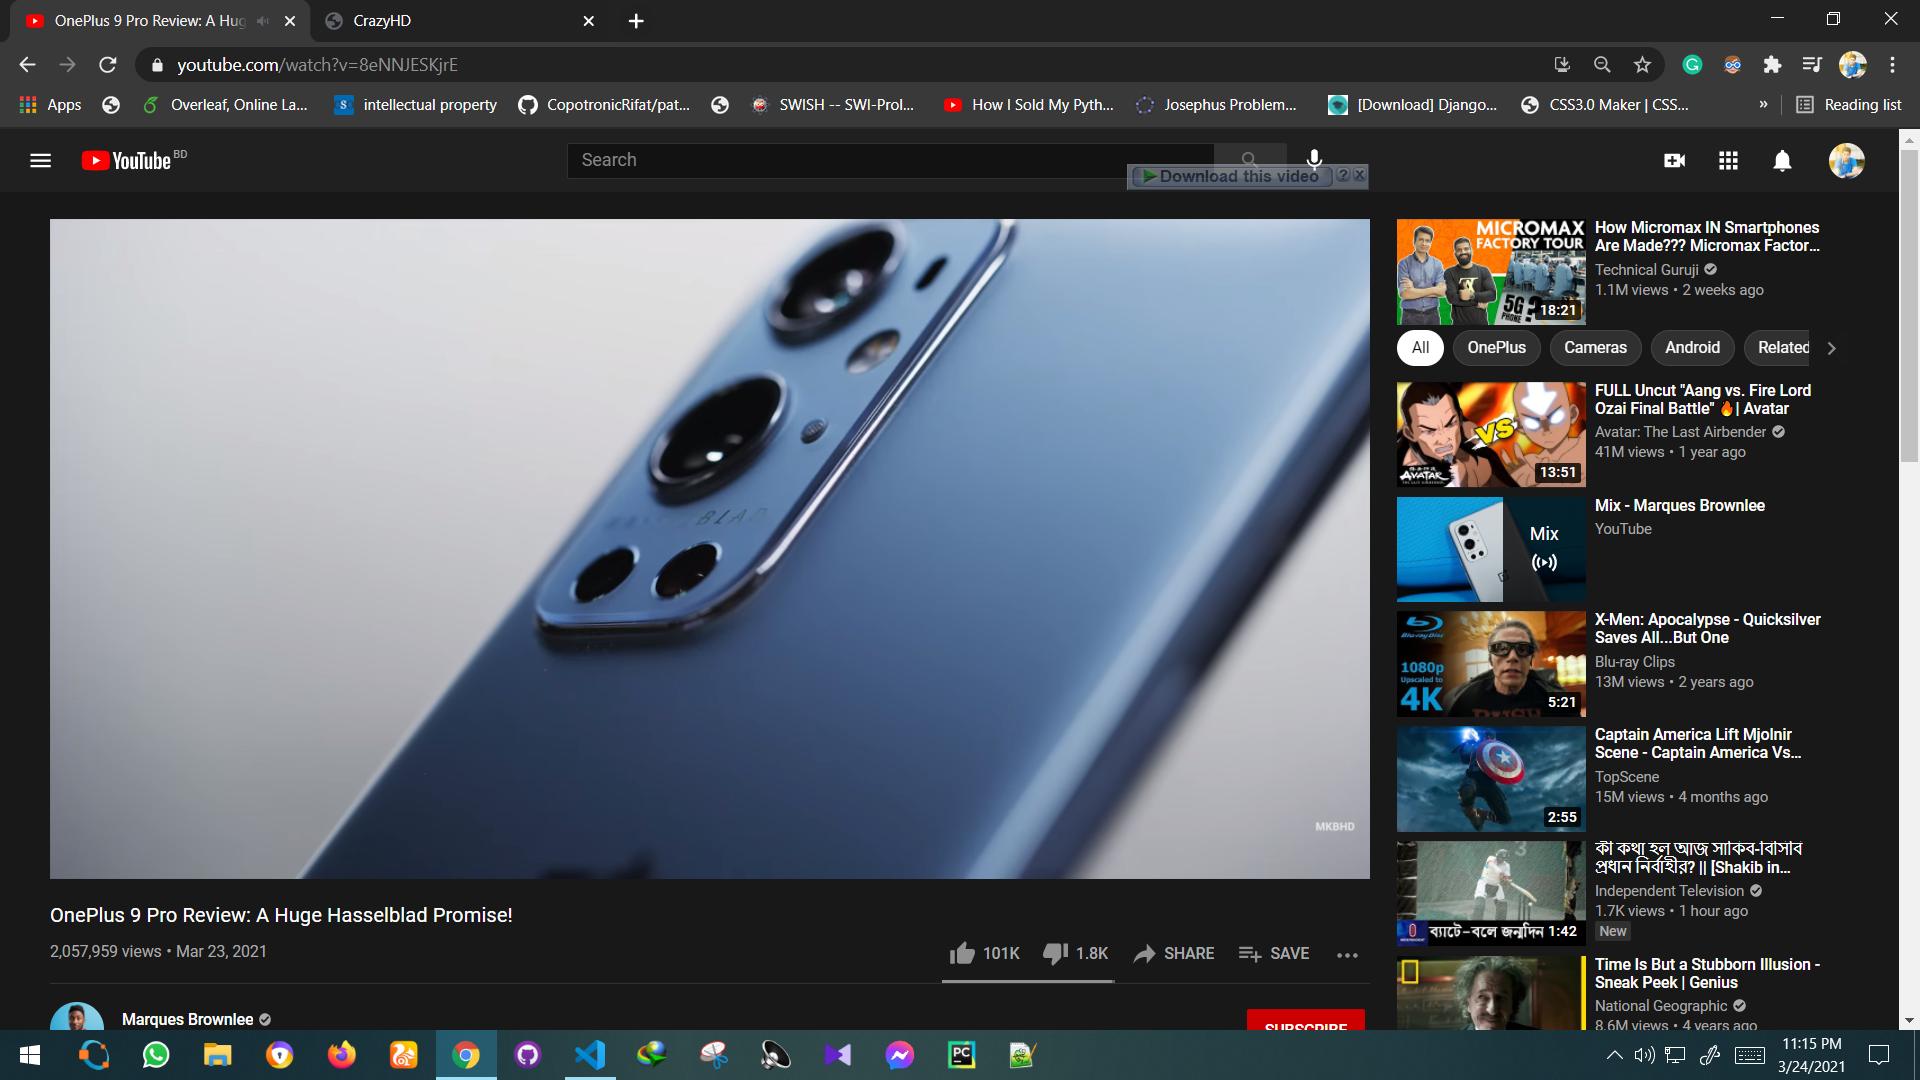 OnePlus 9 Pro Review: A Hug
CrazyHD
youtube.com/watch?v=8eNNJESKjrE
Apps
Overleaf, Online La...
intellectual property
CopotronicRifat/pat...
SWISH -- SWI-Prol...
How I Sold My Pyth...
Josephus Problem...
[Download] Django...
CSS3.0 Maker | CSS...
»
Reading list
YouTube BD
Search
Download this video
MKBHD
OnePlus 9 Pro Review: A Huge Hasselblad Promise!
2,057,959 views • Mar 23, 2021
101K
1.8K
SHARE
SAVE
Marques Brownlee
SUBSCRIBE
MICROMAX
FACTORY TOUR
5G
PHONE ?
18:21
How Micromax IN Smartphones
Are Made??? Micromax Factor...
Technical Guruji
1.1M views • 2 weeks ago
All
OnePlus
Cameras
Android
Related
VS
AVATAR
13:51
FULL Uncut "Aang vs. Fire Lord
Ozai Final Battle" 🔥| Avatar
Avatar: The Last Airbender
41M views • 1 year ago
Mix
Mix - Marques Brownlee
YouTube
Blu-ray Disc
1080p
Upscaled to
4K
5:21
X-Men: Apocalypse - Quicksilver
Saves All...But One
Blu-ray Clips
13M views • 2 years ago
2:55
Captain America Lift Mjolnir
Scene - Captain America Vs...
TopScene
15M views • 4 months ago
ব্যাটে-বলে জন্মদিন
1:42
কী কথা হল আজ সাকিব-বিসিবি
প্রধান নির্বাহীর? || [Shakib in...
Independent Television
1.7K views • 1 hour ago
New
Time Is But a Stubborn Illusion -
Sneak Peek | Genius
National Geographic
8.6M views • 4 years ago
PC
11:15 PM
3/24/2021